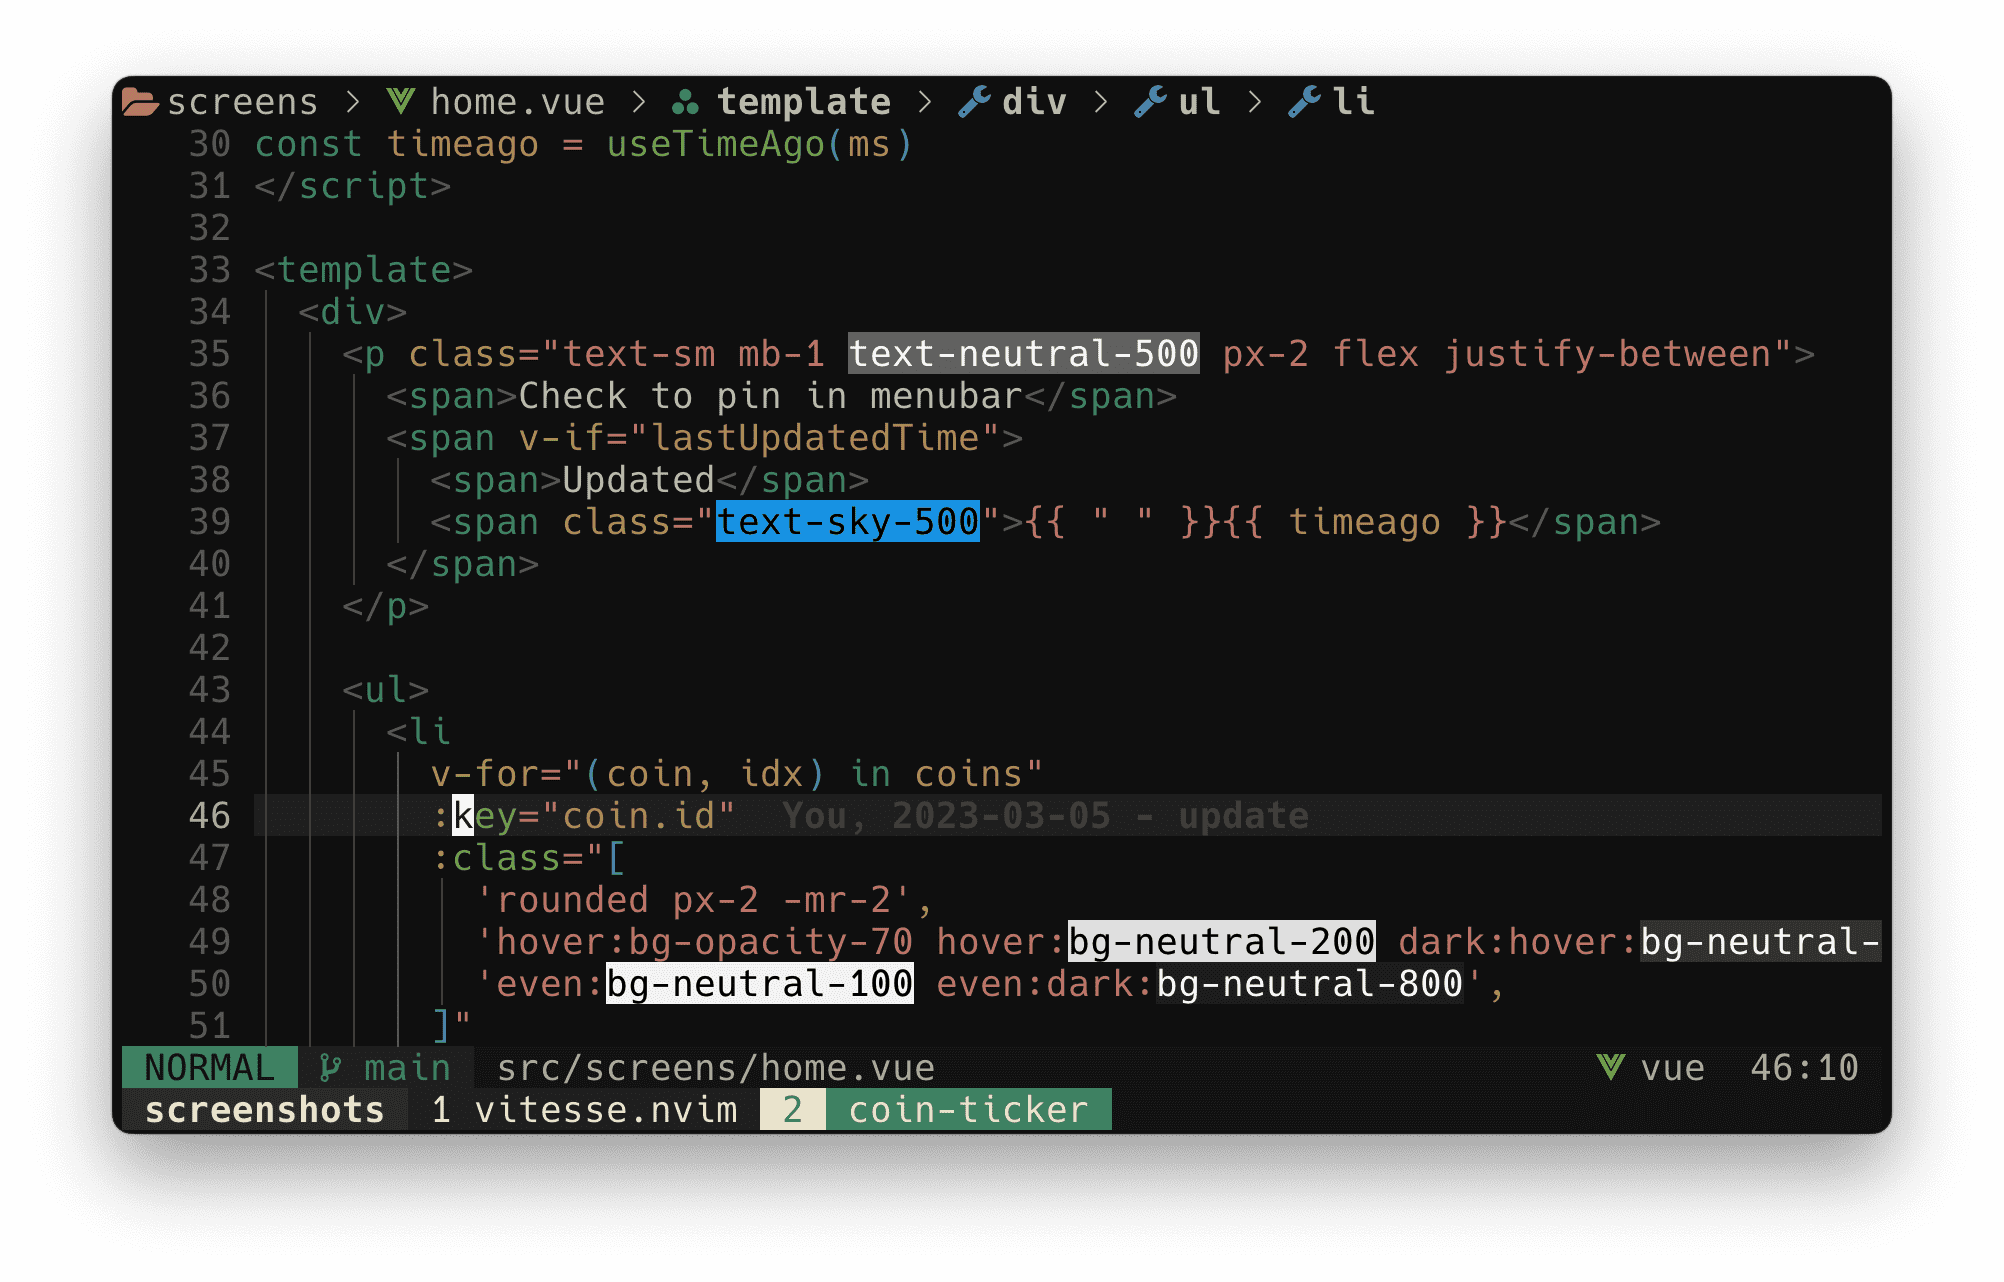 screens > home.vue > template > div > ul > li
30 const timeago = useTimeAgo(ms)
31 </script>
32
33 <template>
34   <div>
35     <p class="text-sm mb-1 text-neutral-500 px-2 flex justify-between">
36       <span>Check to pin in menubar</span>
37       <span v-if="lastUpdatedTime">
38         <span>Updated</span>
39         <span class="text-sky-500">{{ " " }}{{ timeago }}</span>
40       </span>
41     </p>
42
43     <ul>
44       <li
45         v-for="(coin, idx) in coins"
46         :key="coin.id"  You, 2023-03-05 - update
47         :class="[
48           'rounded px-2 -mr-2',
49           'hover:bg-opacity-70 hover:bg-neutral-200 dark:hover:bg-neutral-
50           'even:bg-neutral-100 even:dark:bg-neutral-800',
51         ]"
NORMAL main src/screens/home.vue vue 46:10
screenshots 1 vitesse.nvim 2 coin-ticker